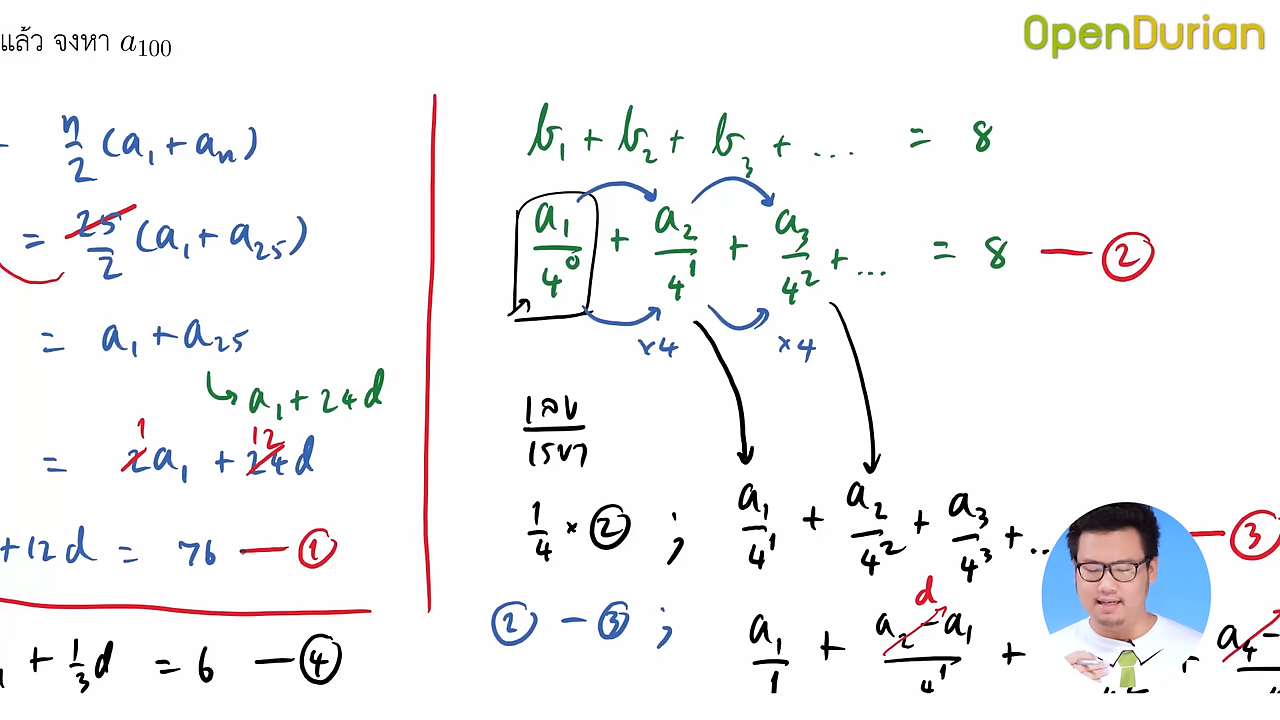 แล้ว จงหา a₁₀₀
OpenDurian
n/2 (a₁ + aₙ)
= 25/2 (a₁ + a₂₅)
= a₁ + a₂₅
↳ a₁ + 24d
1 12
= 2a₁ + 24d
+12d = 76 — ①
+ 1/3 d = 6 — ④
b₁ + b₂ + b₃ + ... = 8
a₁/4⁰ + a₂/4¹ + a₃/4² + ... = 8 — ②
×4 ×4
เลข
เรขา
1/4 × ② ; a₁/4¹ + a₂/4² + a₃/4³ + .. — ③
d
② - ③ ; a₁/1 + a₂ - a₁/4¹ + a₄ -